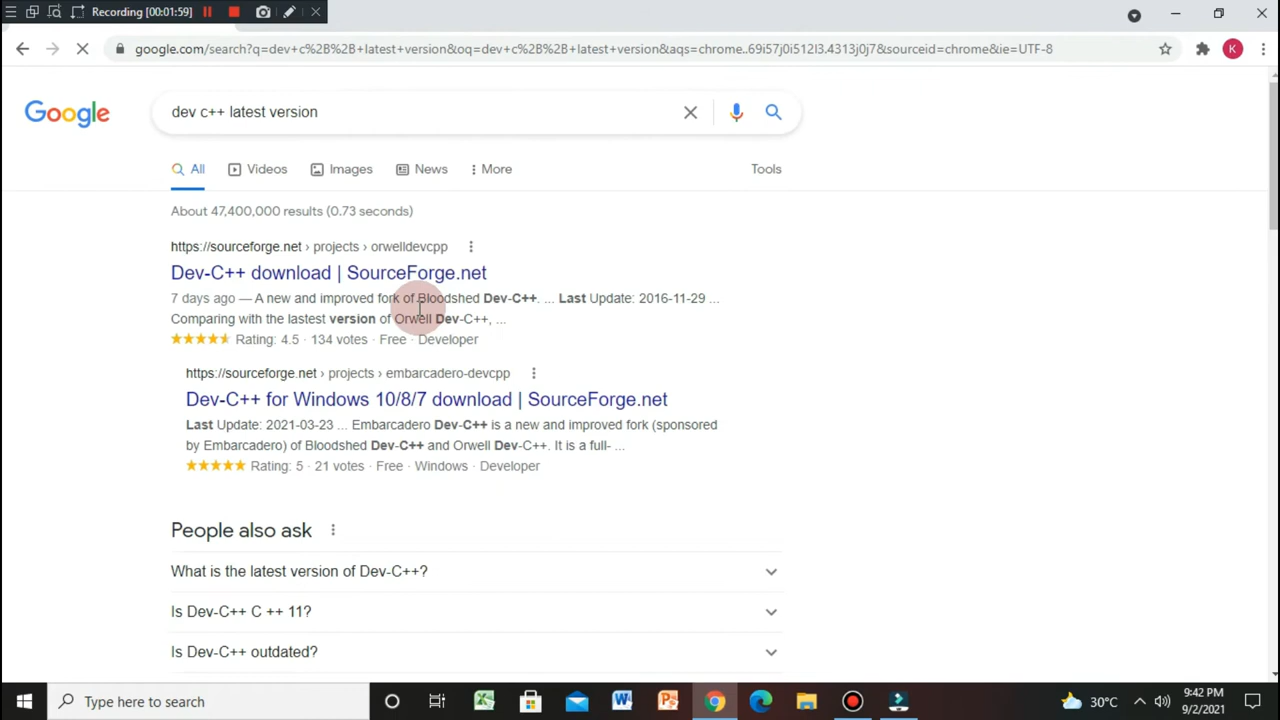 Recording [00:01:59]
google.com/search?q=dev+c%2B%2B+latest+version&oq=dev+c%2B%2B+latest+version&aqs=chrome..69i57j0i512l3.4313j0j7&sourceid=chrome&ie=UTF-8
K
Google
dev c++ latest version
All
Videos
Images
News
More
Tools
About 47,400,000 results (0.73 seconds)
https://sourceforge.net › projects › orwelldevcpp
Dev-C++ download | SourceForge.net
7 days ago — A new and improved fork of Bloodshed Dev-C++. ... Last Update: 2016-11-29 ...
Comparing with the lastest version of Orwell Dev-C++, ...
Rating: 4.5 · 134 votes · Free · Developer
https://sourceforge.net › projects › embarcadero-devcpp
Dev-C++ for Windows 10/8/7 download | SourceForge.net
Last Update: 2021-03-23 ... Embarcadero Dev-C++ is a new and improved fork (sponsored
by Embarcadero) of Bloodshed Dev-C++ and Orwell Dev-C++. It is a full- ...
Rating: 5 · 21 votes · Free · Windows · Developer
People also ask
What is the latest version of Dev-C++?
Is Dev-C++ C ++ 11?
Is Dev-C++ outdated?
Type here to search
30°C
9:42 PM
9/2/2021